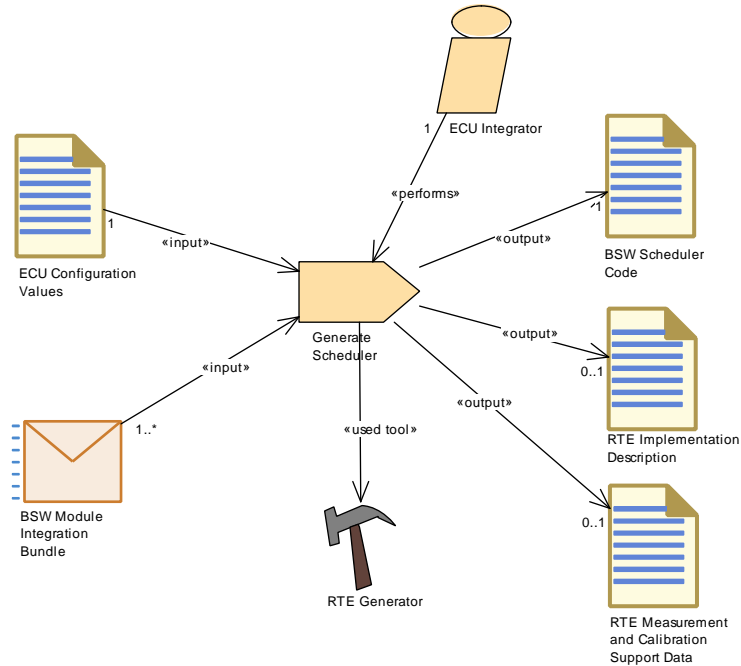 1
ECU Integrator
«performs»
1
ECU Configuration
Values
«input»
1
BSW Scheduler
Code
«output»
Generate
Scheduler
«output»
0..1
RTE Implementation
Description
«input»
1..*
BSW Module
Integration
Bundle
«output»
0..1
RTE Measurement
and Calibration
Support Data
«used tool»
RTE Generator